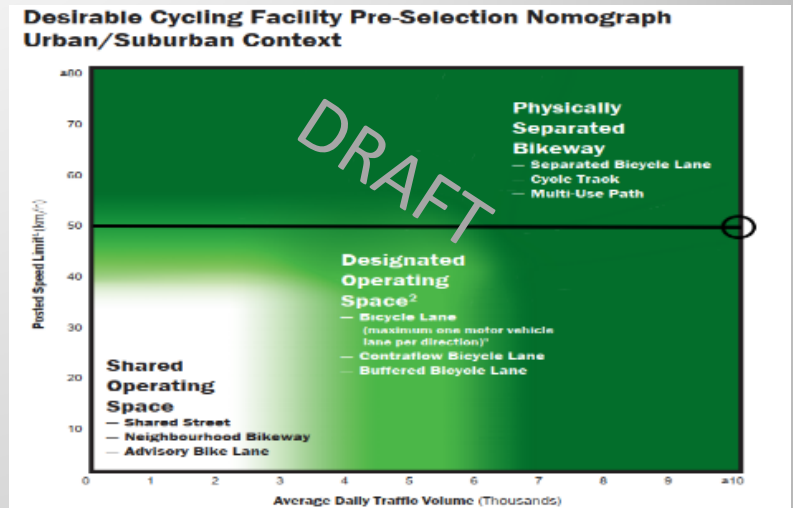 Desirable Cycling Facility Pre-Selection Nomograph
Urban/Suburban Context
≥80
70
60
50
40
30
20
10
Posted Speed Limit¹ (km/h)
DRAFT
Physically
Separated
Bikeway
— Separated Bicycle Lane
— Cycle Track
— Multi-Use Path
Designated
Operating
Space²
— Bicycle Lane
(maximum one motor vehicle
lane per direction)³
— Contraflow Bicycle Lane
— Buffered Bicycle Lane
Shared
Operating
Space
— Shared Street
— Neighbourhood Bikeway
— Advisory Bike Lane
0 1 2 3 4 5 6 7 8 9 ≥10
Average Daily Traffic Volume (Thousands)